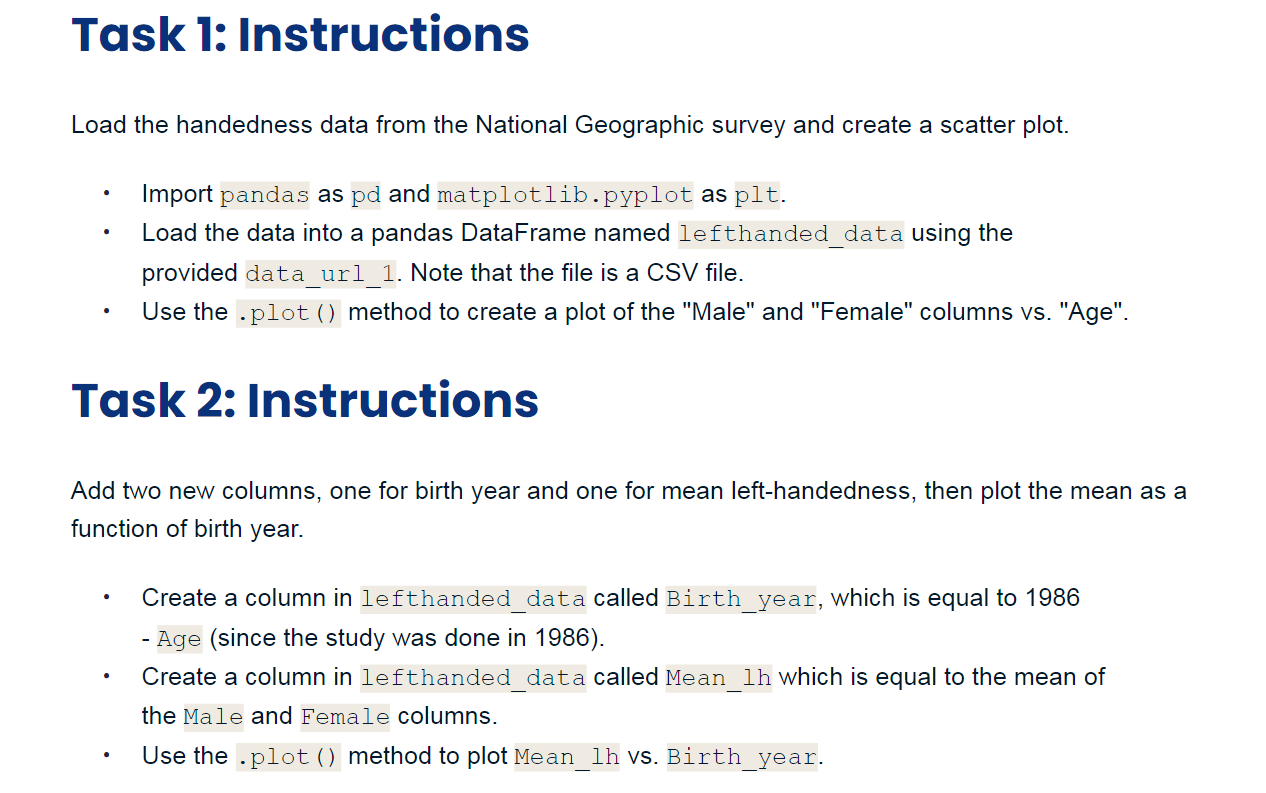 Task 1: Instructions
Load the handedness data from the National Geographic survey and create a scatter plot.
• Import pandas as pd and matplotlib.pyplot as plt.
• Load the data into a pandas DataFrame named lefthanded_data using the
provided data_url_1. Note that the file is a CSV file.
• Use the .plot() method to create a plot of the "Male" and "Female" columns vs. "Age".
Task 2: Instructions
Add two new columns, one for birth year and one for mean left-handedness, then plot the mean as a
function of birth year.
• Create a column in lefthanded_data called Birth_year, which is equal to 1986
- Age (since the study was done in 1986).
• Create a column in lefthanded_data called Mean_lh which is equal to the mean of
the Male and Female columns.
• Use the .plot() method to plot Mean_lh vs. Birth_year.